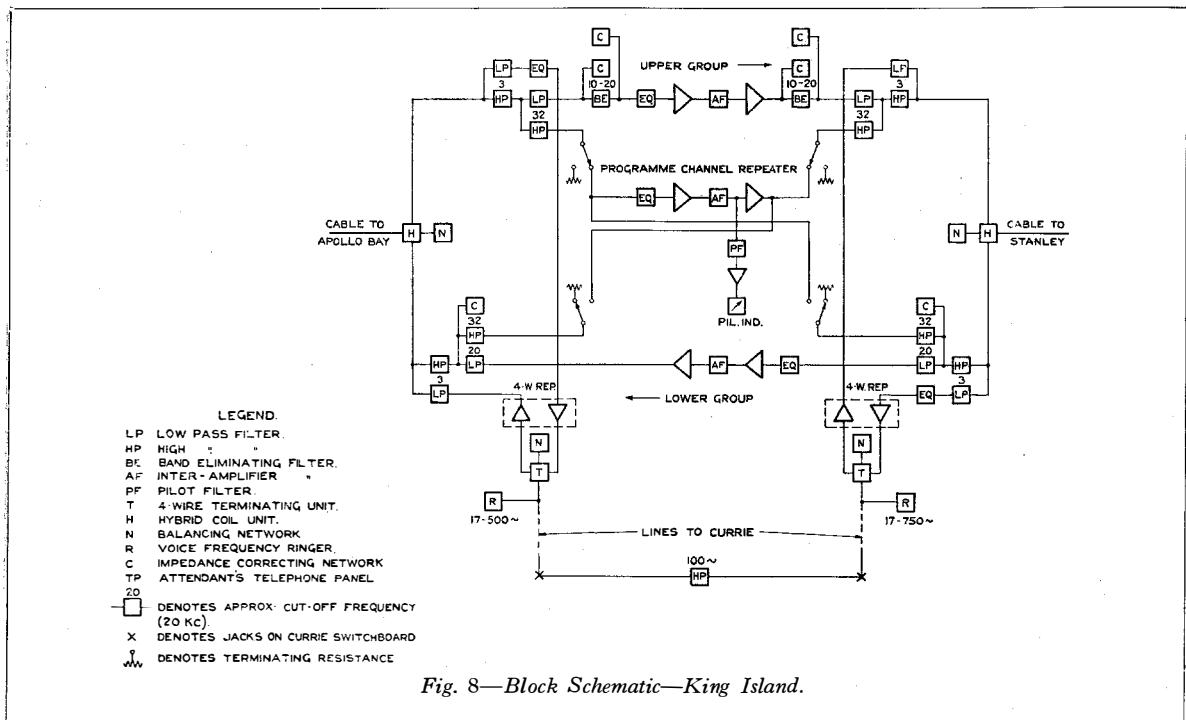 C C
UPPER GROUP →
LP EQ C C LP
3 10-20 10-20 3
HP LP BE EQ AF BE LP HP
32 32
HP HP
PROGRAMME CHANNEL REPEATER
EQ AF
CABLE TO
APOLLO BAY
H N
PF
N H
CABLE TO
STANLEY
PIL. IND.
C C
32 32
HP HP
20 20
HP LP AF EQ LP HP
3 3
LP 4-W. REP. ← LOWER GROUP 4-W. REP. EQ LP
N N
T T
R R
17-500~ 17-750~
LINES TO CURRIE
100~
HP
LEGEND.
LP LOW PASS FILTER.
HP HIGH " "
BE BAND ELIMINATING FILTER.
AF INTER-AMPLIFIER "
PF PILOT FILTER.
T 4-WIRE TERMINATING UNIT.
H HYBRID COIL UNIT.
N BALANCING NETWORK
R VOICE FREQUENCY RINGER.
C IMPEDANCE CORRECTING NETWORK
TP ATTENDANT'S TELEPHONE PANEL
20
DENOTES APPROX. CUT-OFF FREQUENCY
(20 KC).
X DENOTES JACKS ON CURRIE SWITCHBOARD
DENOTES TERMINATING RESISTANCE
Fig. 8—Block Schematic—King Island.